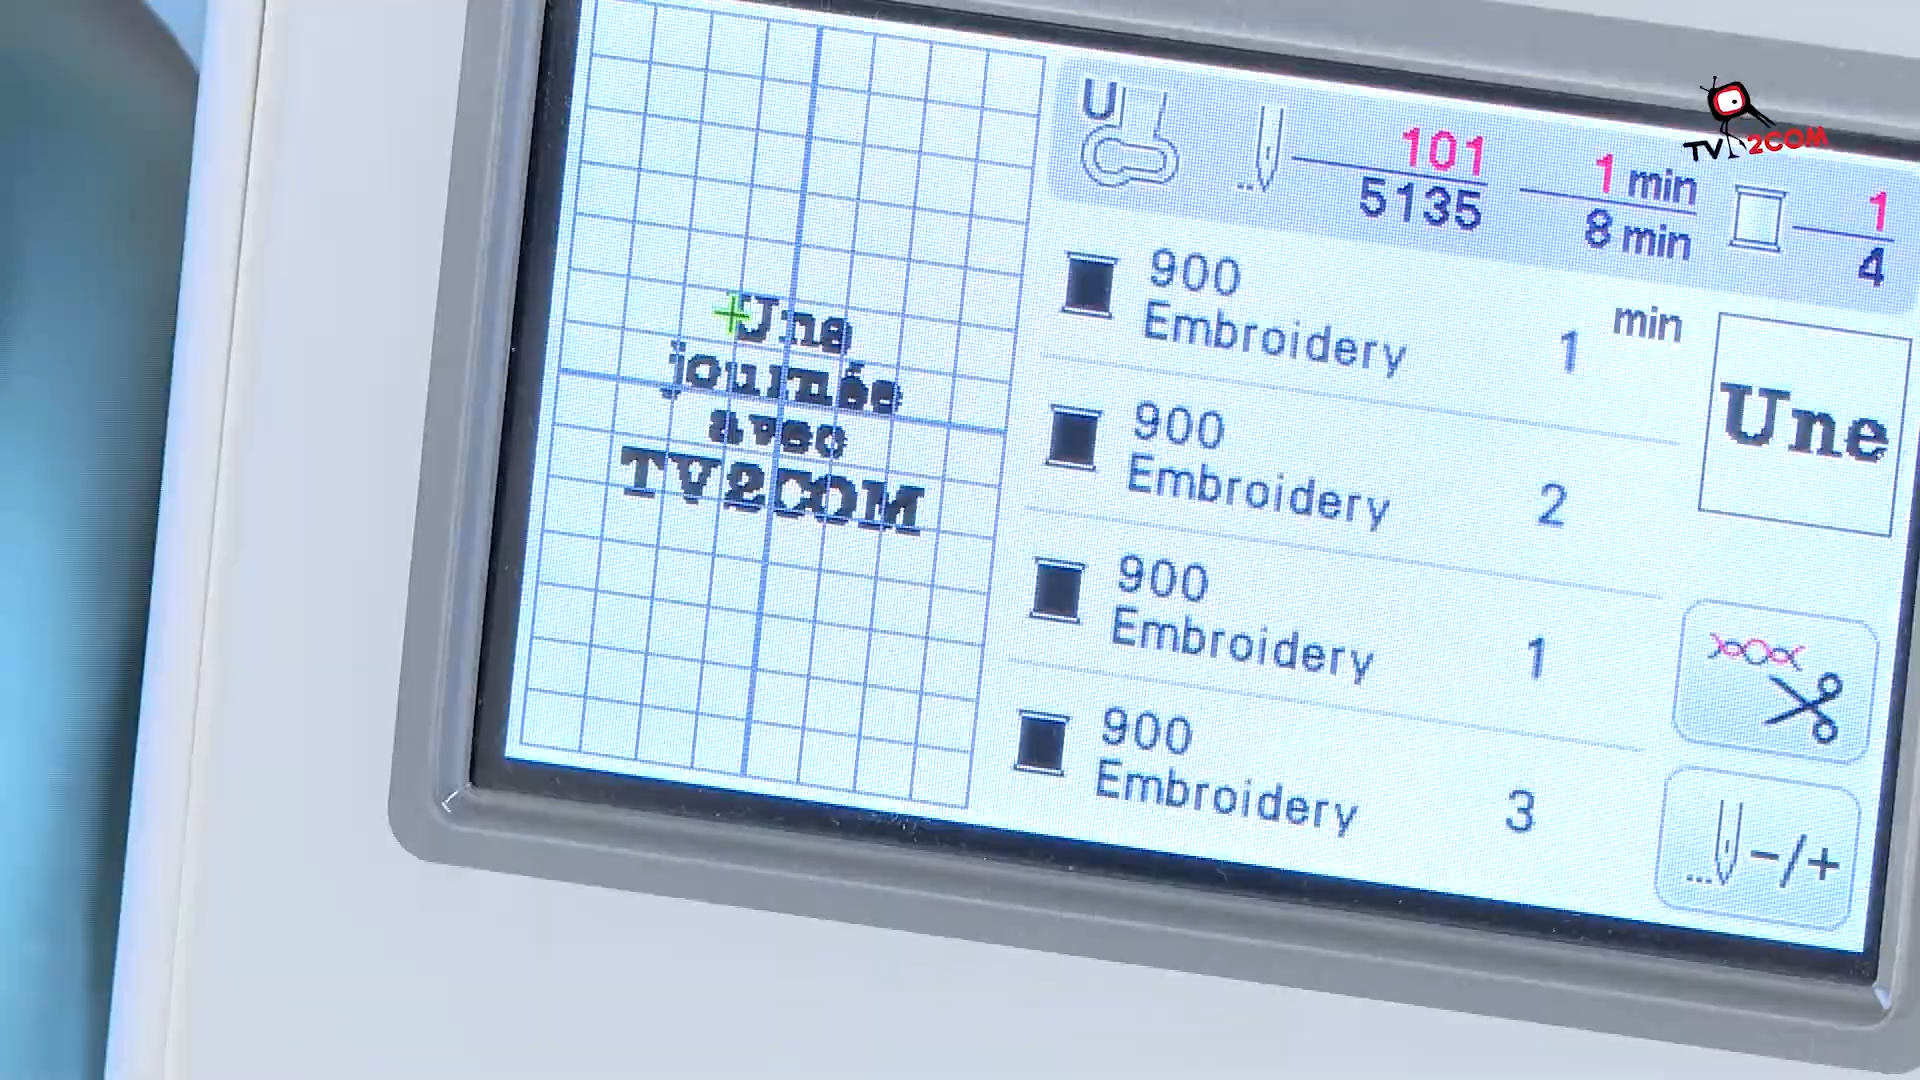 TV2COM
U
101
5135
1 min
8 min
1
4
Une
journée
avec
TV2COM
900
Embroidery 1 min
900
Embroidery 2
900
Embroidery 1
900
Embroidery 3
Une
-/+